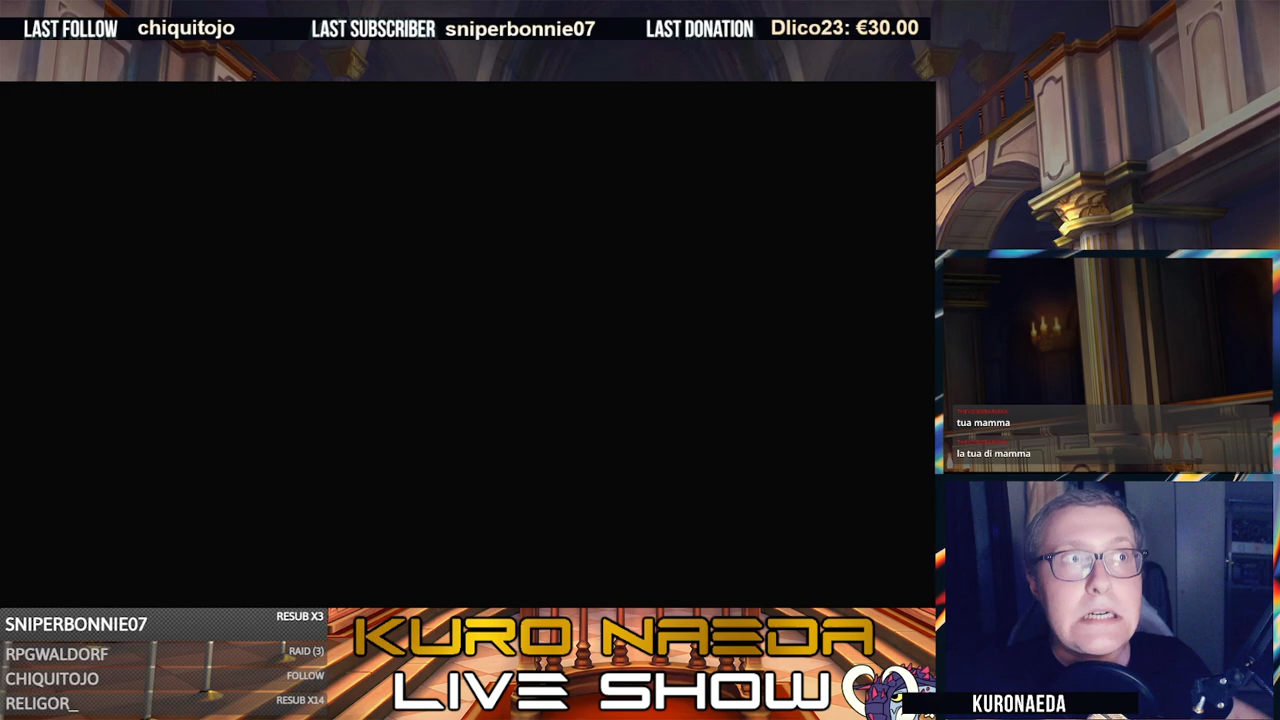 LAST FOLLOW chiquitojo LAST SUBSCRIBER sniperbonnie07 LAST DONATION Dlico23: €30.00
tua mamma
la tua di mamma
SNIPERBONNIE07 RESUB X3
RPGWALDORF RAID (3)
CHIQUITOJO FOLLOW
RELIGOR_ RESUB X14
KURO NAEDA
LIVE SHOW
KURONAEDA